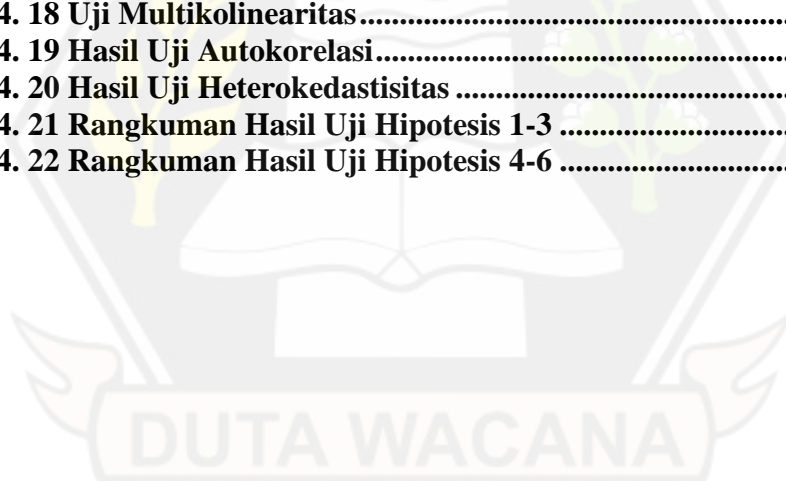 4. 18 Uji Multikolinearitas................................................................
4. 19 Hasil Uji Autokorelasi..............................................................
4. 20 Hasil Uji Heterokedastisitas ..................................................
4. 21 Rangkuman Hasil Uji Hipotesis 1-3 ...................................
4. 22 Rangkuman Hasil Uji Hipotesis 4-6 ...................................
DUTA WACANA